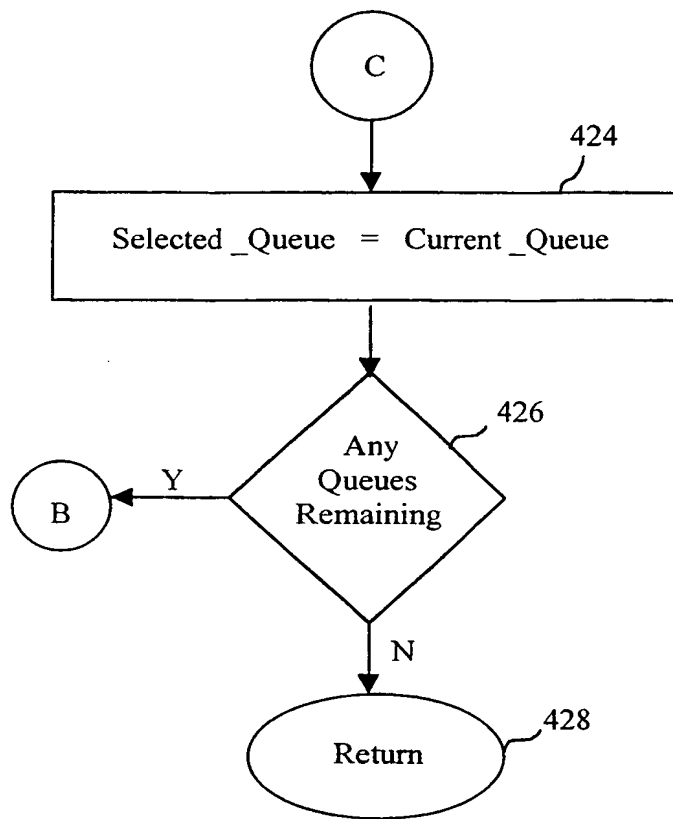 C
424
Selected _Queue = Current _Queue
426
Any
Queues
Remaining
Y
B
N
428
Return